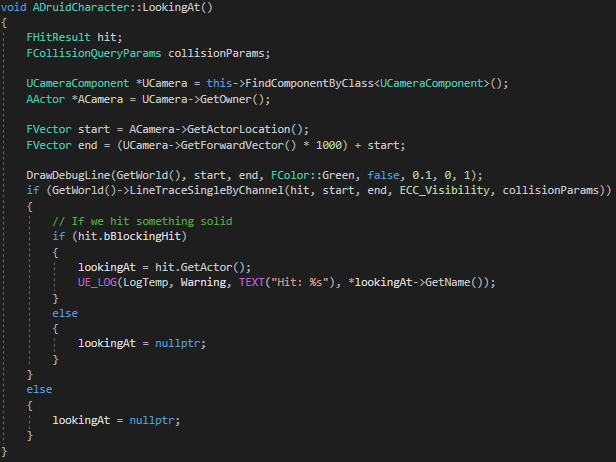 void ADruidCharacter::LookingAt()
{
    FHitResult hit;
    FCollisionQueryParams collisionParams;

    UCameraComponent *UCamera = this->FindComponentByClass<UCameraComponent>();
    AActor *ACamera = UCamera->GetOwner();

    FVector start = ACamera->GetActorLocation();
    FVector end = (UCamera->GetForwardVector() * 1000) + start;

    DrawDebugLine(GetWorld(), start, end, FColor::Green, false, 0.1, 0, 1);
    if (GetWorld()->LineTraceSingleByChannel(hit, start, end, ECC_Visibility, collisionParams))
    {
        // If we hit something solid
        if (hit.bBlockingHit)
        {
            lookingAt = hit.GetActor();
            UE_LOG(LogTemp, Warning, TEXT("Hit: %s"), *lookingAt->GetName());
        }
        else
        {
            lookingAt = nullptr;
        }
    }
    else
    {
        lookingAt = nullptr;
    }
}